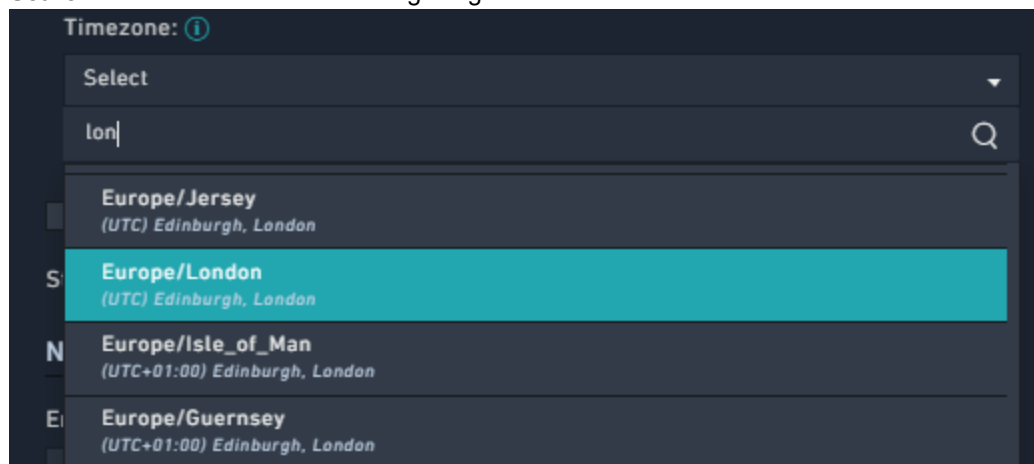 Timezone:
Select
lon
Europe/Jersey
(UTC) Edinburgh, London
Europe/London
(UTC) Edinburgh, London
Europe/Isle_of_Man
(UTC+01:00) Edinburgh, London
Europe/Guernsey
(UTC+01:00) Edinburgh, London